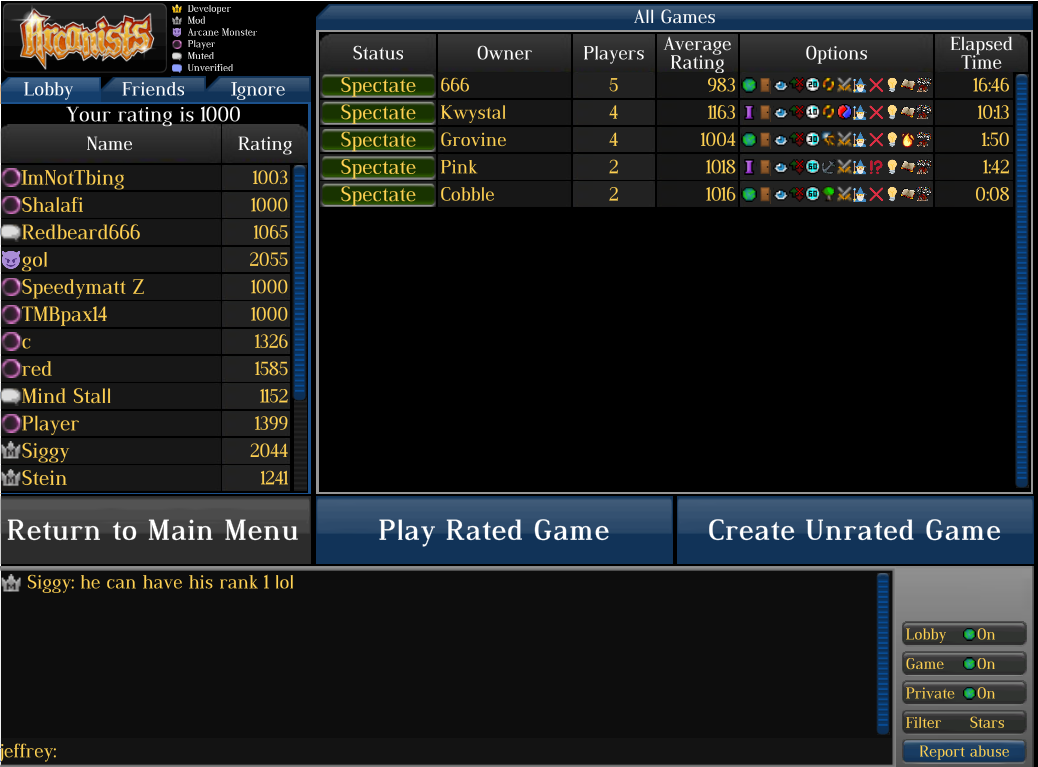 Arcanists
Developer
Mod
Arcane Monster
Player
Muted
Unverified
Lobby Friends Ignore
Your rating is 1000
Name Rating
ImNotTbing 1003
Shalafi 1000
Redbeard666 1065
gol 2055
Speedymatt Z 1000
TMBpax14 1000
c 1326
red 1585
Mind Stall 1152
Player 1399
Siggy 2044
Stein 1241
All Games
Status Owner Players Average Rating Options Elapsed Time
Spectate 666 5 983 20 16:46
Spectate Kwystal 4 1163 10 10:13
Spectate Grovine 4 1004 30 1:50
Spectate Pink 2 1018 60 !? 1:42
Spectate Cobble 2 1016 60 0:08
Return to Main Menu
Play Rated Game
Create Unrated Game
Siggy: he can have his rank 1 lol
jeffrey:
Lobby On
Game On
Private On
Filter Stars
Report abuse